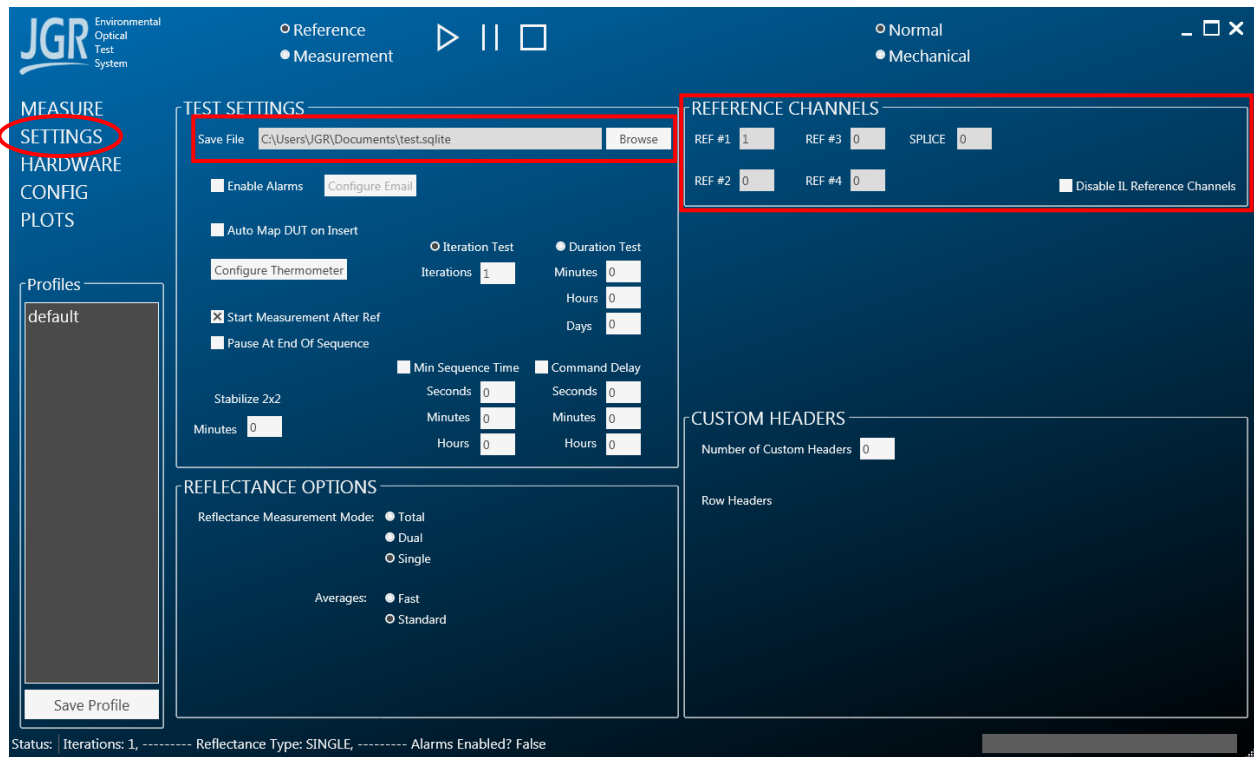 JGR Environmental
Optical
Test
System
Reference
Measurement
Normal
Mechanical
MEASURE
SETTINGS
HARDWARE
CONFIG
PLOTS
Profiles
default
Save Profile
TEST SETTINGS
Save File C:\Users\JGR\Documents\test.sqlite Browse
Enable Alarms Configure Email
Auto Map DUT on Insert
Iteration Test Duration Test
Configure Thermometer Iterations 1 Minutes 0
Hours 0
Start Measurement After Ref Days 0
Pause At End Of Sequence
Min Sequence Time Command Delay
Seconds 0 Seconds 0
Stabilize 2x2
Minutes 0 Minutes 0
Minutes 0
Hours 0 Hours 0
REFLECTANCE OPTIONS
Reflectance Measurement Mode: Total
Dual
Single
Averages: Fast
Standard
REFERENCE CHANNELS
REF #1 1 REF #3 0 SPLICE 0
REF #2 0 REF #4 0 Disable IL Reference Channels
CUSTOM HEADERS
Number of Custom Headers 0
Row Headers
Status: Iterations: 1, --------- Reflectance Type: SINGLE, --------- Alarms Enabled? False